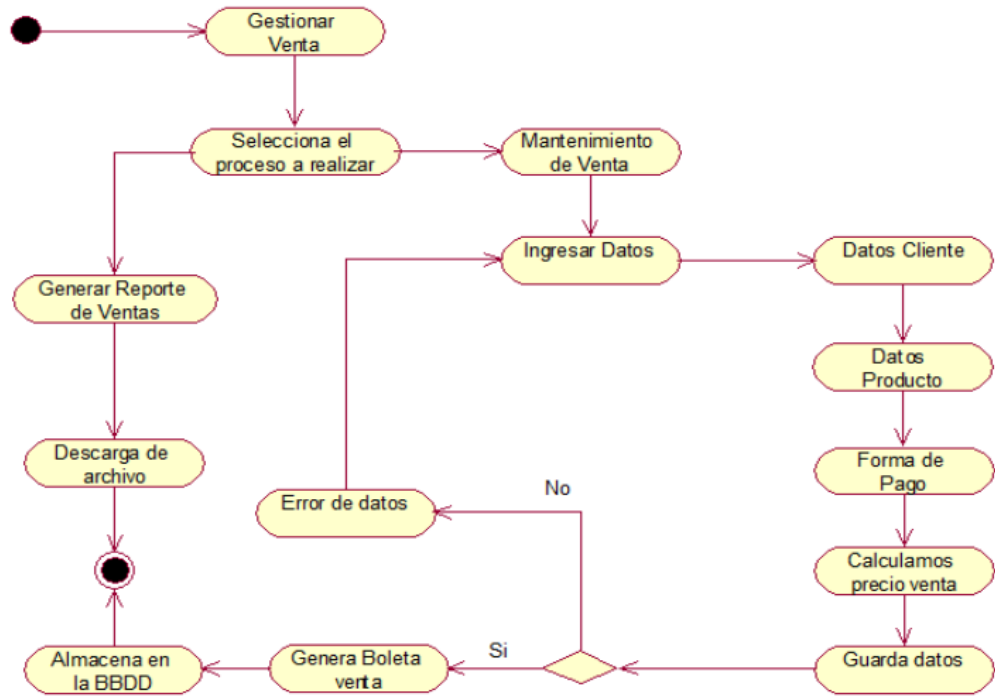 Gestionar
Venta
Selecciona el
proceso a realizar
Mantenimiento
de Venta
Ingresar Datos
Datos Cliente
Generar Reporte
de Ventas
Datos
Producto
Descarga de
archivo
Forma de
Pago
No
Error de datos
Calculamos
precio venta
Si
Almacena en
la BBDD
Genera Boleta
venta
Guarda datos